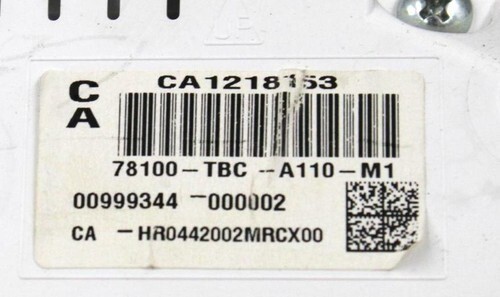 C
A
CA1218153
78100-TBC -A110-M1
00999344 -000002
CA -HR0442002MRCX00